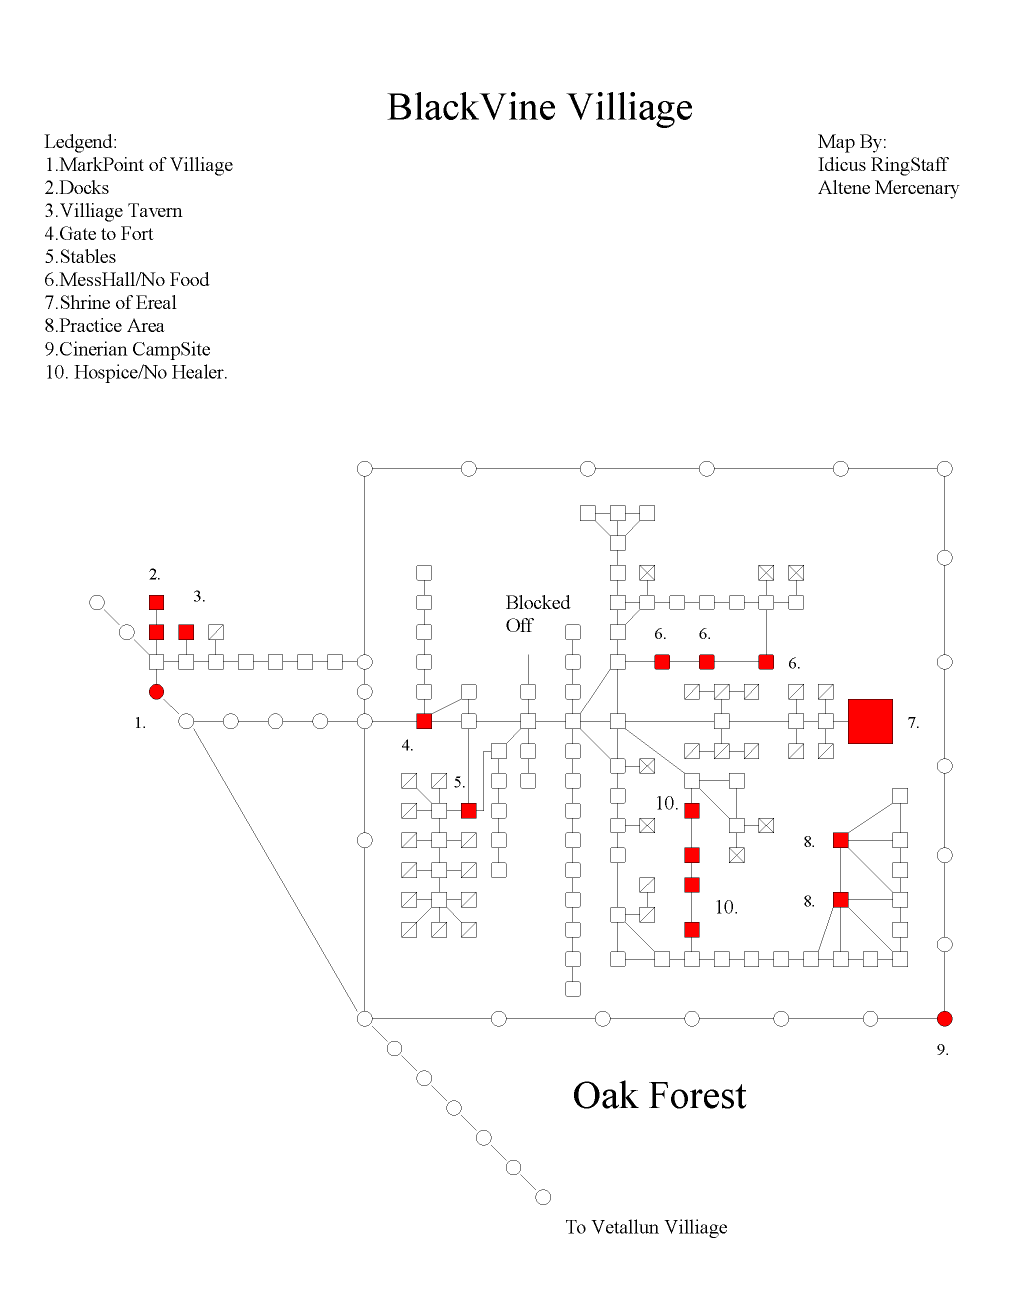 BlackVine Villiage
Ledgend:
1.MarkPoint of Villiage
2.Docks
3.Villiage Tavern
4.Gate to Fort
5.Stables
6.MessHall/No Food
7.Shrine of Ereal
8.Practice Area
9.Cinerian CampSite
10. Hospice/No Healer.
Map By:
Idicus RingStaff
Altene Mercenary
2.
3.
Blocked
Off
6.
6.
6.
1.
4.
7.
5.
10.
8.
8.
10.
9.
Oak Forest
To Vetallun Villiage